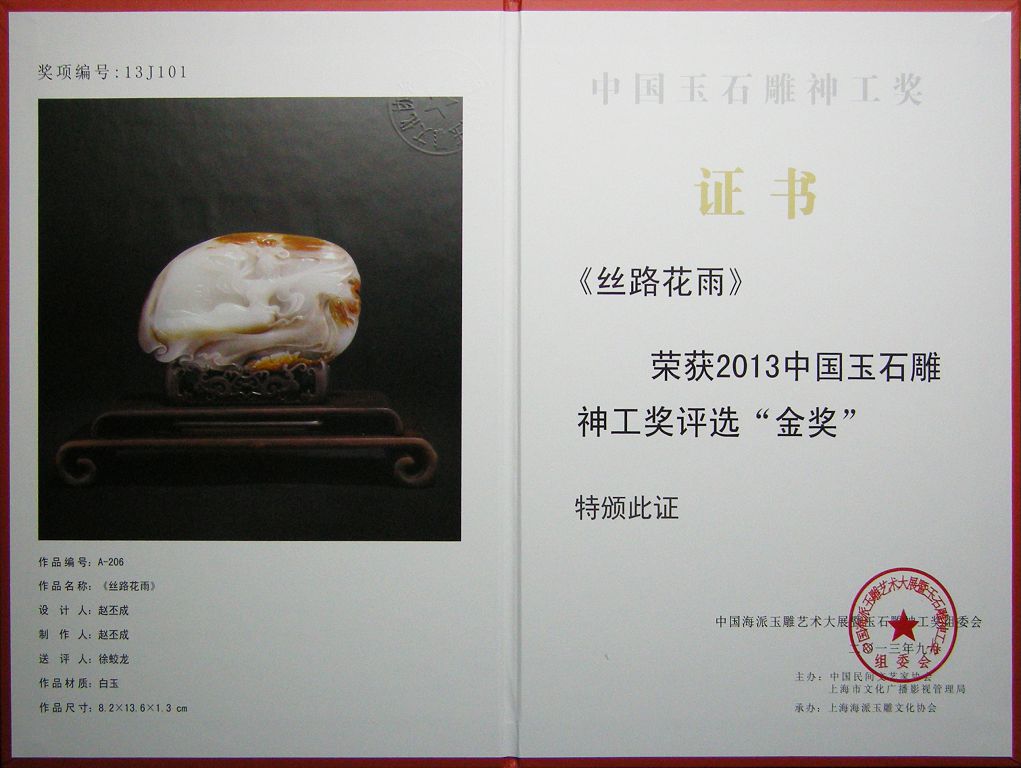 奖项编号:13J101
作品编号: A-206
作品名称: 《丝路花雨》
设 计 人: 赵丕成
制 作 人: 赵丕成
送 评 人: 徐蛟龙
作品材质: 白玉
作品尺寸: 8.2×13.6×1.3 cm
中国玉石雕神工奖
证书
《丝路花雨》
荣获2013中国玉石雕
神工奖评选“金奖”
特颁此证
中国海派玉雕艺术大展暨玉石雕神工奖组委会
二〇一三年九月
主办: 中国民间文艺家协会
上海市文化广播影视管理局
承办: 上海海派玉雕文化协会
中国海派玉雕艺术大展暨玉石雕神工奖
组委会